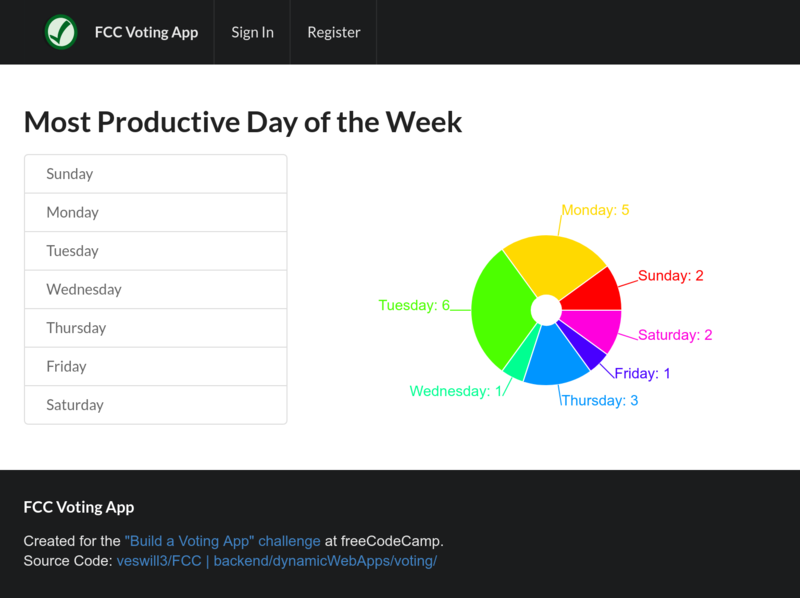 FCC Voting App
Sign In
Register
Most Productive Day of the Week
Sunday
Monday
Tuesday
Wednesday
Thursday
Friday
Saturday
Monday: 5
Sunday: 2
Tuesday: 6
Saturday: 2
Friday: 1
Wednesday: 1
Thursday: 3
FCC Voting App
Created for the "Build a Voting App" challenge at freeCodeCamp.
Source Code: veswill3/FCC | backend/dynamicWebApps/voting/